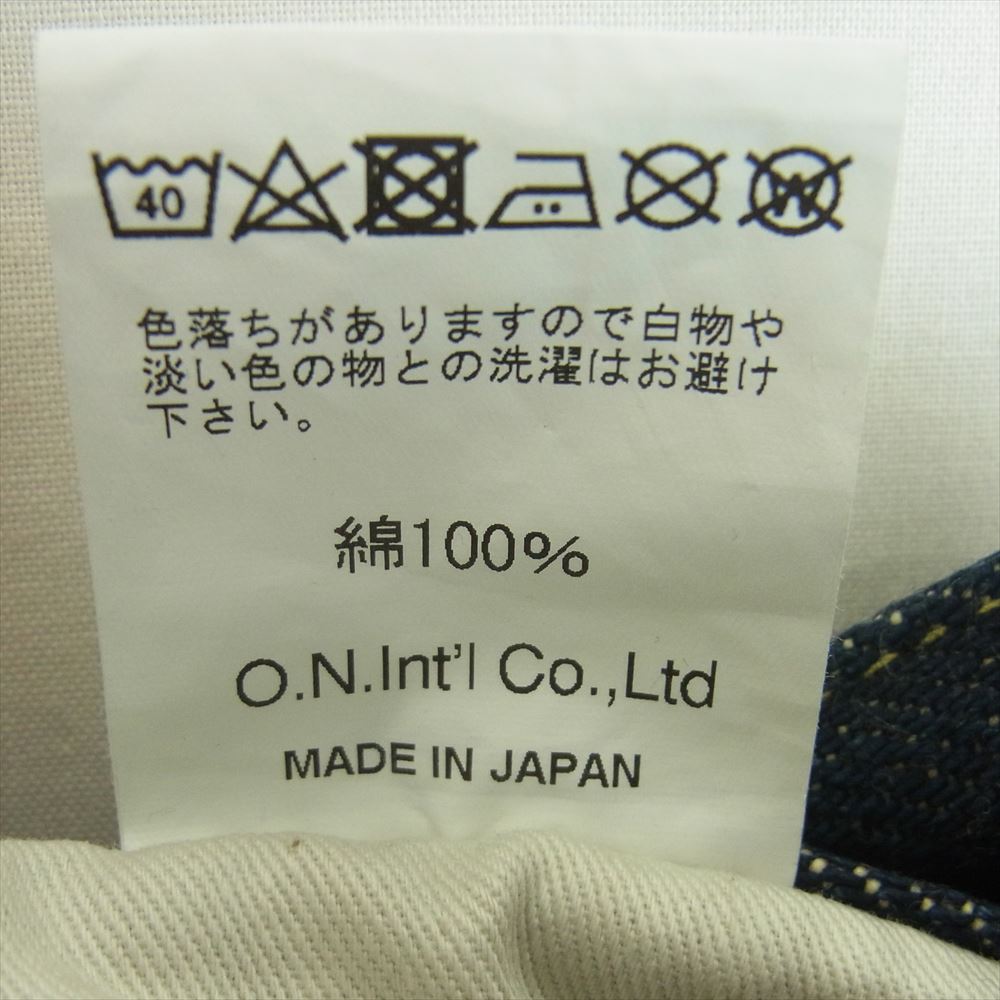 40
W
色落ちがありますので白物や
淡い色の物との洗濯はお避け
下さい。
綿100%
O.N.Int'l Co.,Ltd
MADE IN JAPAN